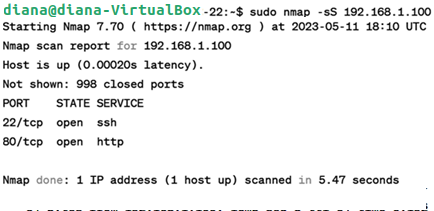 diana@diana-VirtualBox-22:~$ sudo nmap -sS 192.168.1.100
Starting Nmap 7.70 ( https://nmap.org ) at 2023-05-11 18:10 UTC
Nmap scan report for 192.168.1.100
Host is up (0.00020s latency).
Not shown: 998 closed ports
PORT STATE SERVICE
22/tcp open ssh
80/tcp open http
Nmap done: 1 IP address (1 host up) scanned in 5.47 seconds